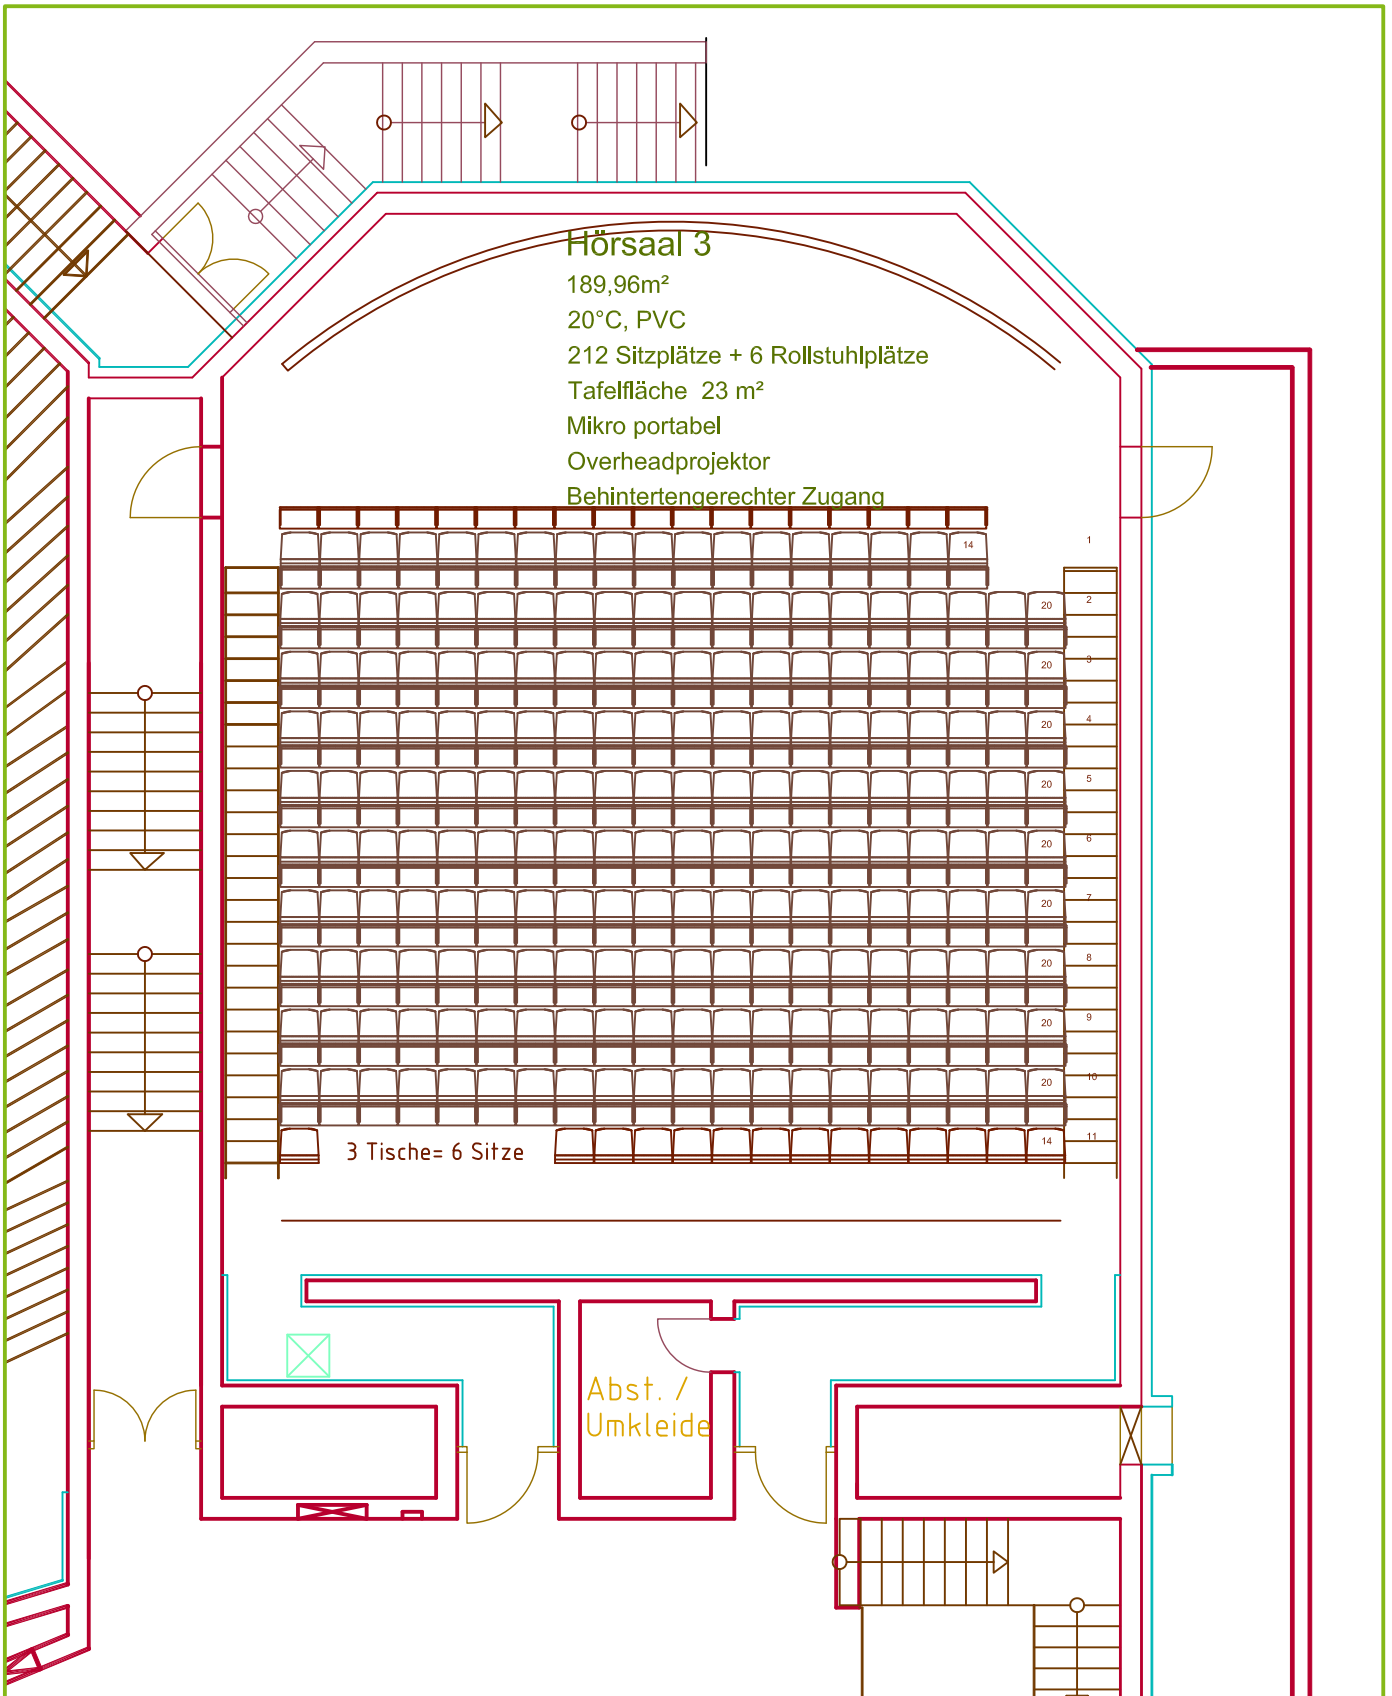 Hörsaal 3
189,96m²
20°C, PVC
212 Sitzplätze + 6 Rollstuhlplätze
Tafelfläche 23 m²
Mikro portabel
Overheadprojektor
Behintertengerechter Zugang
14 1
20 2
20 3
20 4
20 5
20 6
20 7
20 8
20 9
20 10
3 Tische= 6 Sitze 14 11
Abst. /
Umkleide